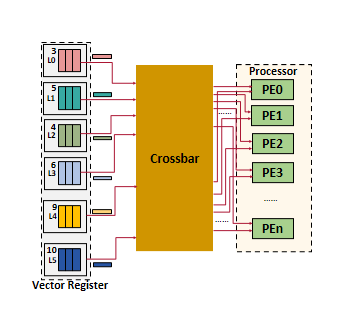 3
L0
5
L1
4
L2
6
L3
9
L4
10
L5
Vector Register
Crossbar
......
......
Processor
PE0
PE1
PE2
PE3
......
PEn